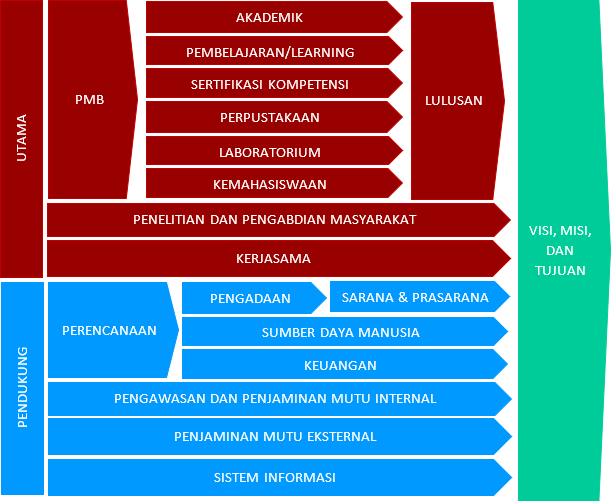 UTAMA
PMB
AKADEMIK
PEMBELAJARAN/LEARNING
SERTIFIKASI KOMPETENSI
PERPUSTAKAAN
LABORATORIUM
KEMAHASISWAAN
LULUSAN
PENELITIAN DAN PENGABDIAN MASYARAKAT
KERJASAMA
PENDUKUNG
PERENCANAAN
PENGADAAN
SARANA & PRASARANA
SUMBER DAYA MANUSIA
KEUANGAN
PENGAWASAN DAN PENJAMINAN MUTU INTERNAL
PENJAMINAN MUTU EKSTERNAL
SISTEM INFORMASI
VISI, MISI,
DAN
TUJUAN